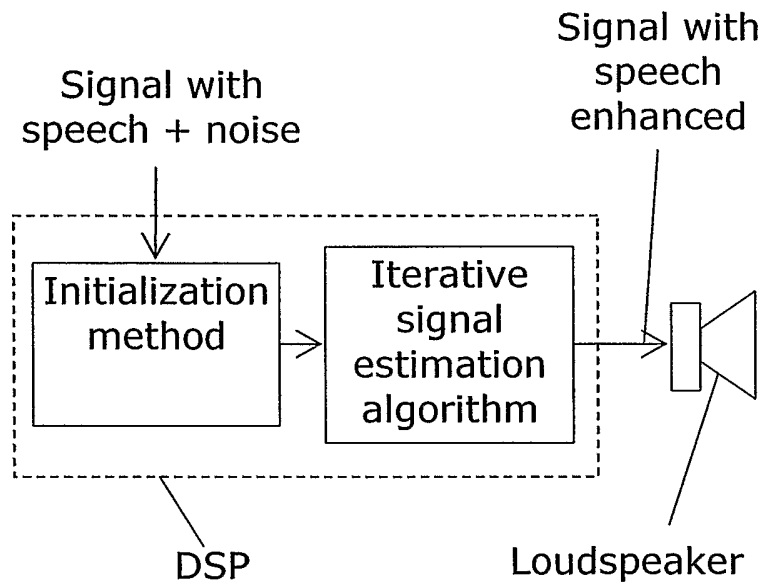 Signal with
speech
enhanced
Signal with
speech + noise
Initialization
method
Iterative
signal
estimation
algorithm
DSP
Loudspeaker